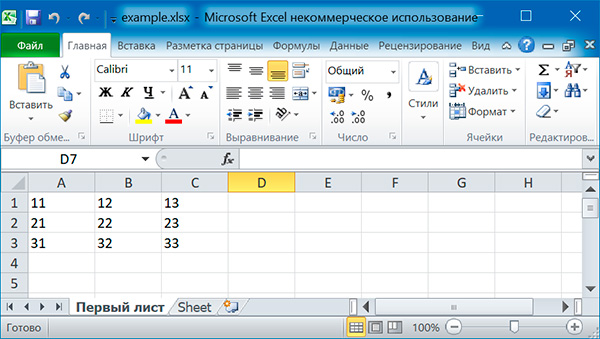 example.xlsx - Microsoft Excel некоммерческое использование
Файл Главная Вставка Разметка страницы Формулы Данные Рецензирование Вид
Calibri 11 Общий Вставить
Вставить Ж К Ч Стили Удалить
Формат
Буфер обме... Шрифт Выравнивание Число Ячейки Редактиров...
D7 fx
A B C D E F G H
1 11 12 13
2 21 22 23
3 31 32 33
4
5
Первый лист Sheet
Готово 100%